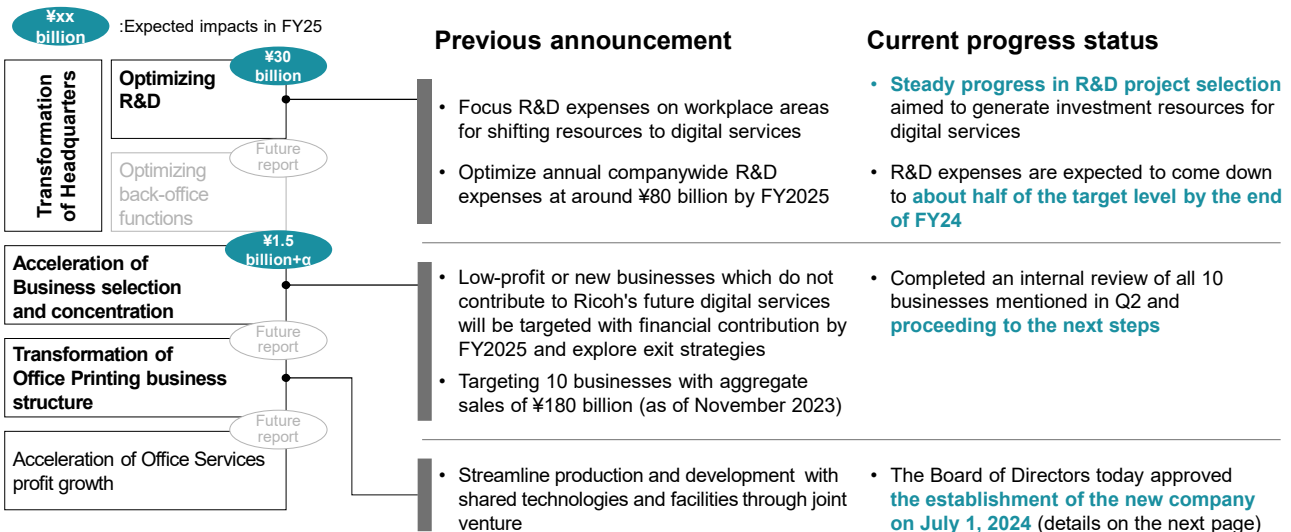 ¥xx
billion
:Expected impacts in FY25
Transformation
of Headquarters
Optimizing
R&D
¥30
billion
Future
report
Optimizing
back-office
functions
¥1.5
billion+α
Acceleration of
Business selection
and concentration
Future
report
Transformation of
Office Printing business
structure
Future
report
Acceleration of Office Services
profit growth
Previous announcement
• Focus R&D expenses on workplace areas
for shifting resources to digital services
• Optimize annual companywide R&D
expenses at around ¥80 billion by FY2025
• Low-profit or new businesses which do not
contribute to Ricoh's future digital services
will be targeted with financial contribution by
FY2025 and explore exit strategies
• Targeting 10 businesses with aggregate
sales of ¥180 billion (as of November 2023)
• Streamline production and development with
shared technologies and facilities through joint
venture
Current progress status
• Steady progress in R&D project selection
aimed to generate investment resources for
digital services
• R&D expenses are expected to come down
to about half of the target level by the end
of FY24
• Completed an internal review of all 10
businesses mentioned in Q2 and
proceeding to the next steps
• The Board of Directors today approved
the establishment of the new company
on July 1, 2024 (details on the next page)